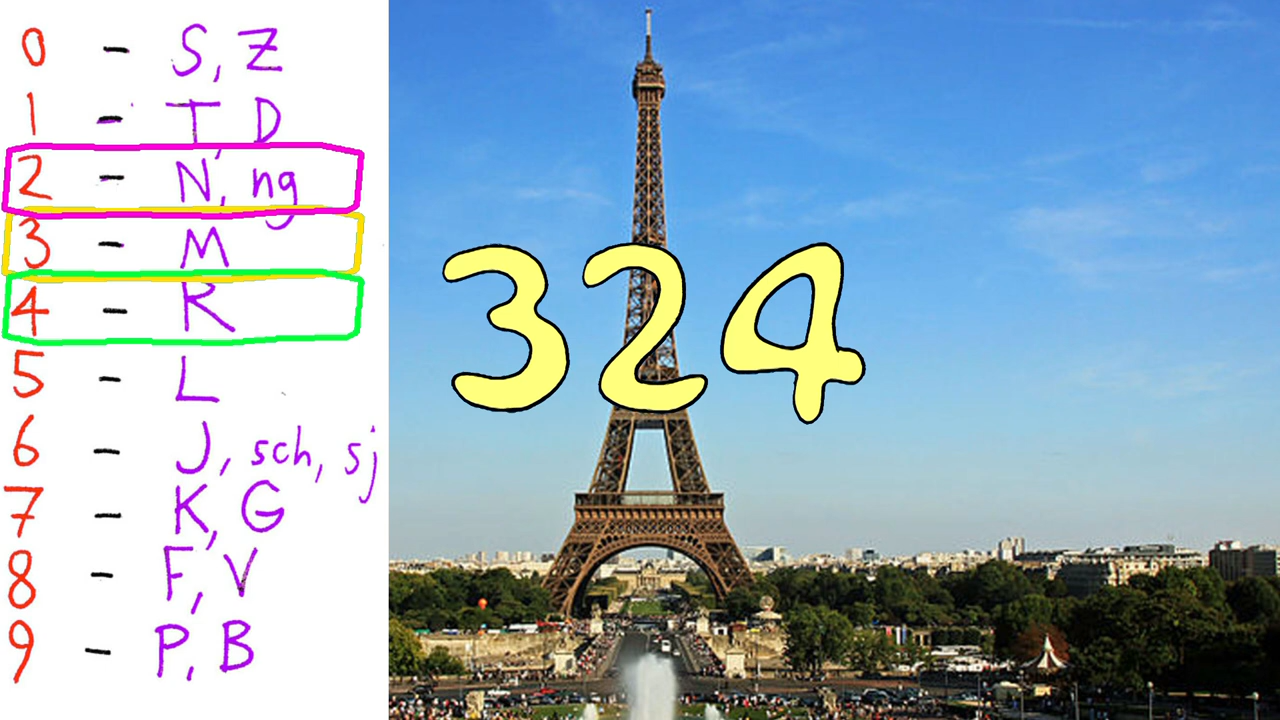 0 - S, Z
1 - T, D
2 - N, ng
3 - M
4 - R
5 - L
6 - J, sch, sj
7 - K, G
8 - F, V
9 - P, B
324